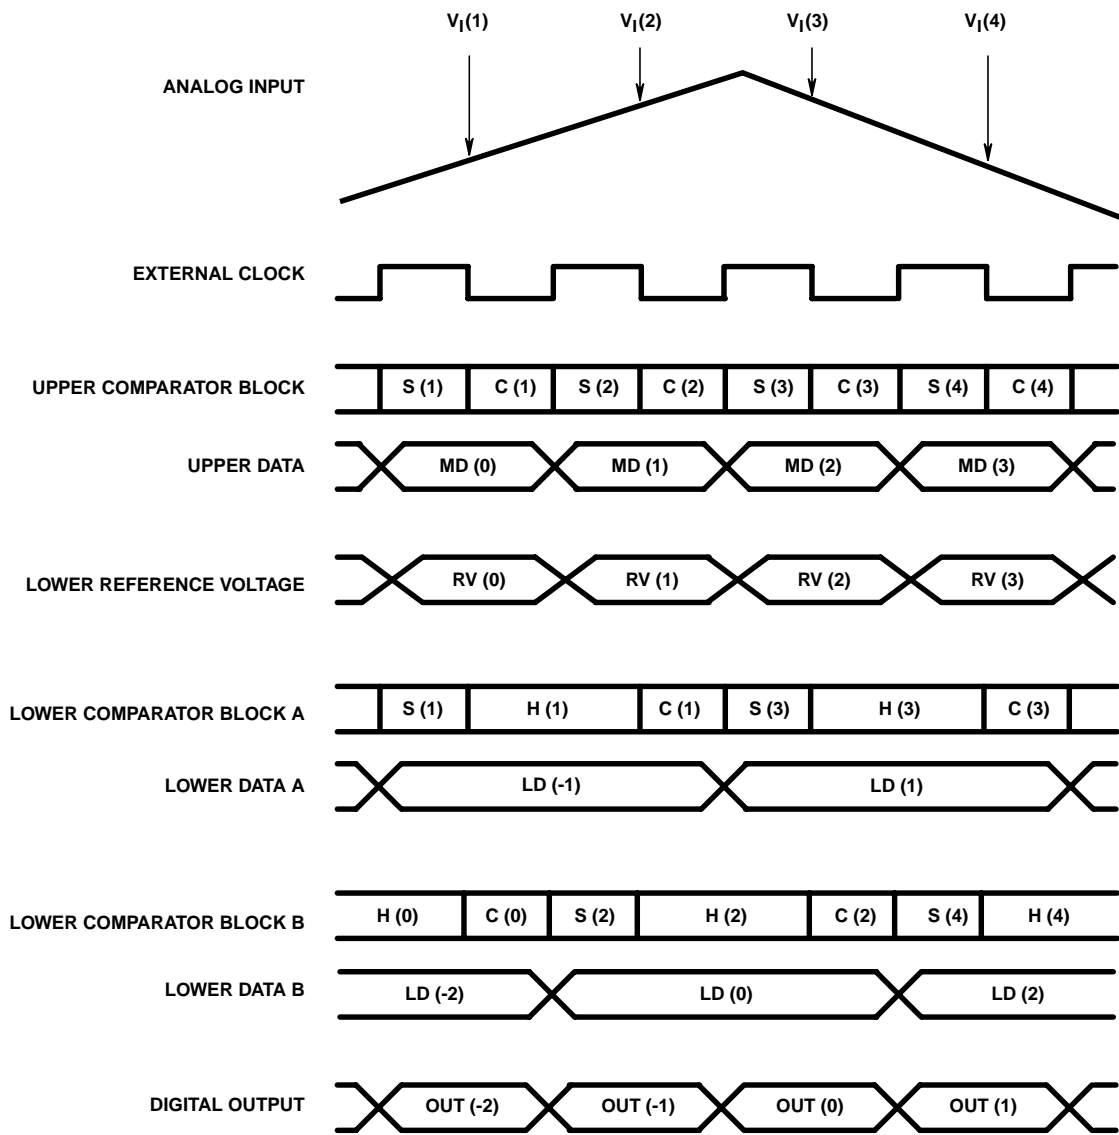 V_I(1) V_I(2) V_I(3) V_I(4)
ANALOG INPUT
EXTERNAL CLOCK
UPPER COMPARATOR BLOCK S (1) C (1) S (2) C (2) S (3) C (3) S (4) C (4)
UPPER DATA MD (0) MD (1) MD (2) MD (3)
LOWER REFERENCE VOLTAGE RV (0) RV (1) RV (2) RV (3)
LOWER COMPARATOR BLOCK A S (1) H (1) C (1) S (3) H (3) C (3)
LOWER DATA A LD (-1) LD (1)
LOWER COMPARATOR BLOCK B H (0) C (0) S (2) H (2) C (2) S (4) H (4)
LOWER DATA B LD (-2) LD (0) LD (2)
DIGITAL OUTPUT OUT (-2) OUT (-1) OUT (0) OUT (1)